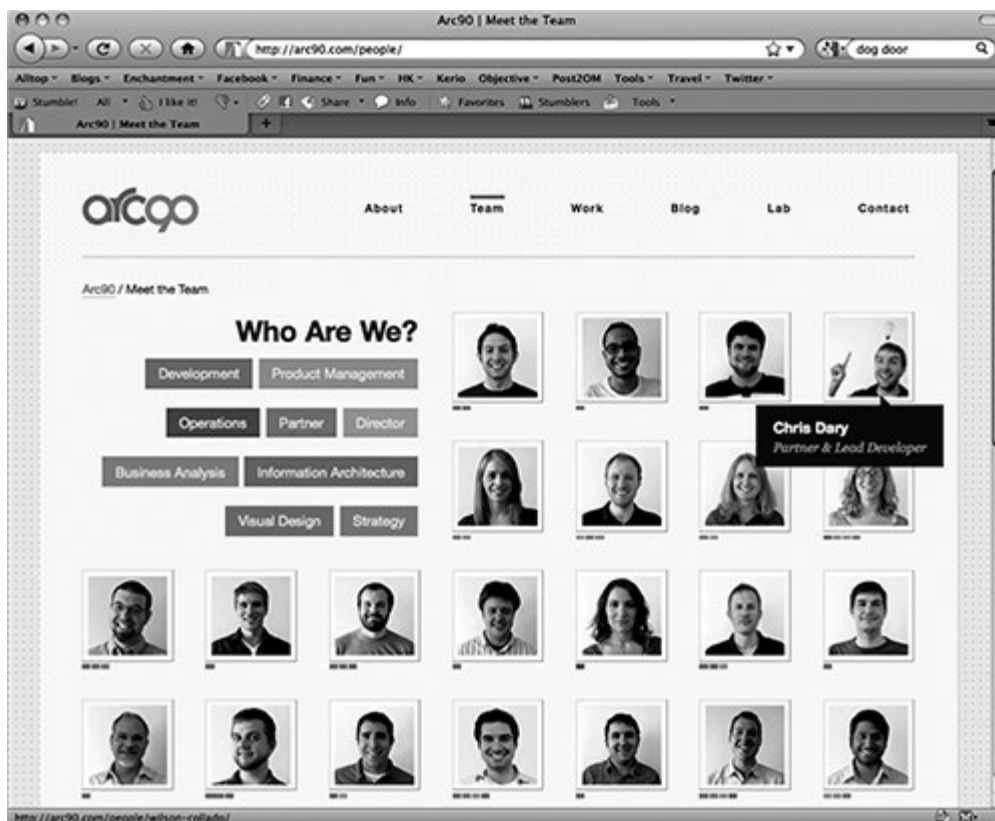 Arc90 | Meet the Team
http://arc90.com/people/
dog door
Alltop Blogs Enchantment Facebook Finance Fun HK Kerio Objective Post2OM Tools Travel Twitter
Stumble! All I like it! Share Info Favorites Stumblers Tools
Arc90 | Meet the Team +
arc90
About Team Work Blog Lab Contact
Arc90 / Meet the Team
Who Are We?
Development Product Management
Operations Partner Director
Business Analysis Information Architecture
Visual Design Strategy
Chris Dary
Partner & Lead Developer
http://arc90.com/people/wilson-collado/